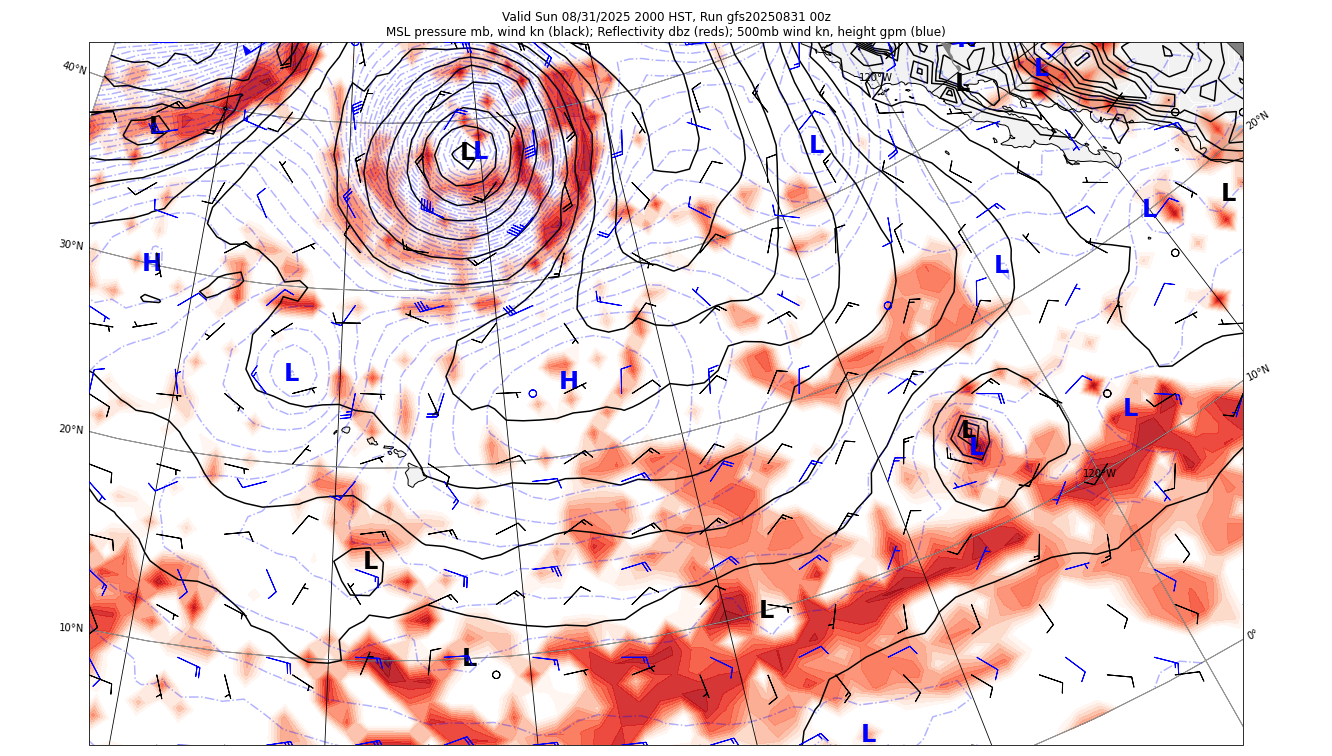 Valid Sun 08/31/2025 2000 HST, Run gfs20250831 00z
MSL pressure mb, wind kn (black); Reflectivity dbz (reds); 500mb wind kn, height gpm (blue)
H
120°W
L
L
40°N
L
20°N
L
L
L
L
L
L
30°N
H
L
L
H
10°N
L
20°N
L
L
120°W
L
L
10°N
0°
L
L